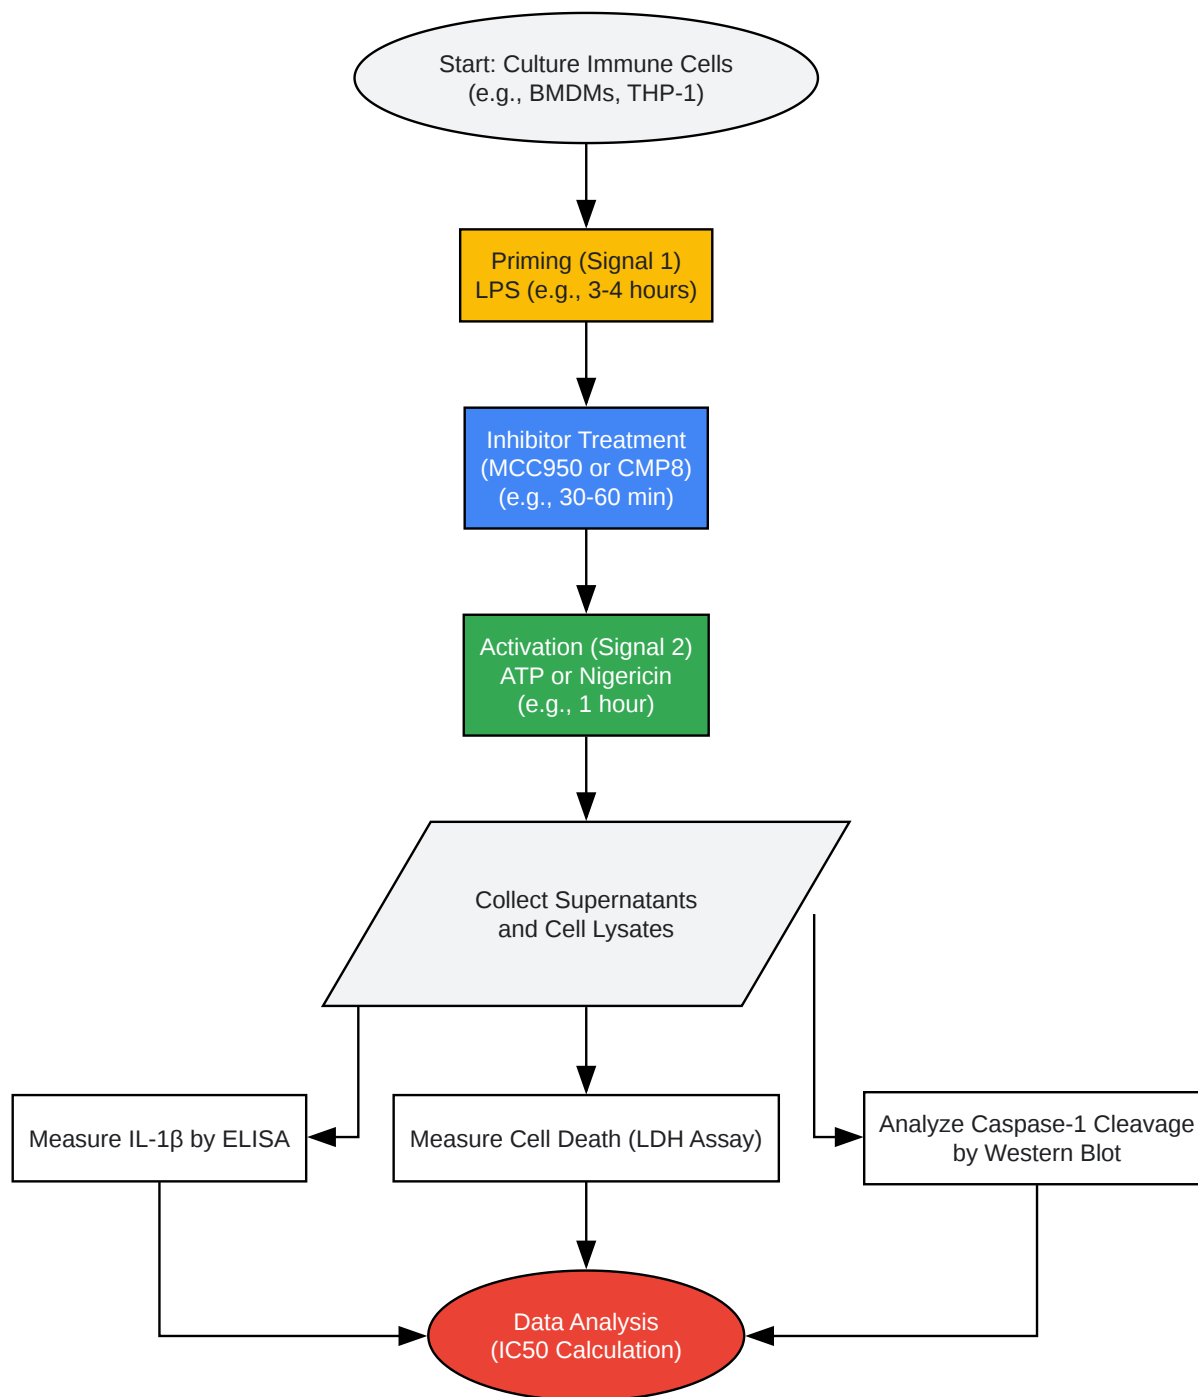 Start: Culture Immune Cells
(e.g., BMDMs, THP-1)
Priming (Signal 1)
LPS (e.g., 3-4 hours)
Inhibitor Treatment
(MCC950 or CMP8)
(e.g., 30-60 min)
Activation (Signal 2)
ATP or Nigericin
(e.g., 1 hour)
Collect Supernatants
and Cell Lysates
Measure IL-1β by ELISA
Measure Cell Death (LDH Assay)
Analyze Caspase-1 Cleavage
by Western Blot
Data Analysis
(IC50 Calculation)